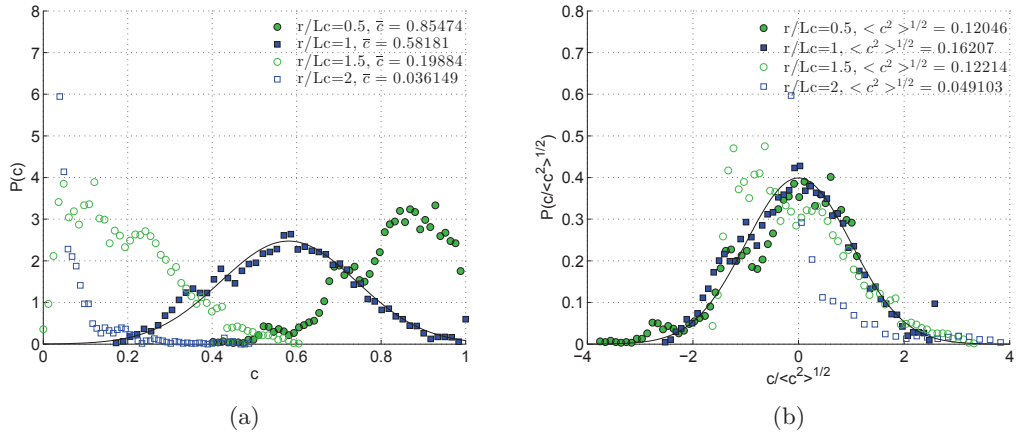 8
7
6
5
4
3
2
1
0
P(c)
r/Lc=0.5, c̅ = 0.85474
r/Lc=1, c̅ = 0.58181
r/Lc=1.5, c̅ = 0.19884
r/Lc=2, c̅ = 0.036149
0 0.2 0.4 0.6 0.8 1
c
(a)
0.8
0.7
0.6
0.5
0.4
0.3
0.2
0.1
0
P(c/<c²>^1/2)
r/Lc=0.5, < c² >^1/2 = 0.12046
r/Lc=1, < c² >^1/2 = 0.16207
r/Lc=1.5, < c² >^1/2 = 0.12214
r/Lc=2, < c² >^1/2 = 0.049103
−4 −2 0 2 4
c/<c²>^1/2
(b)